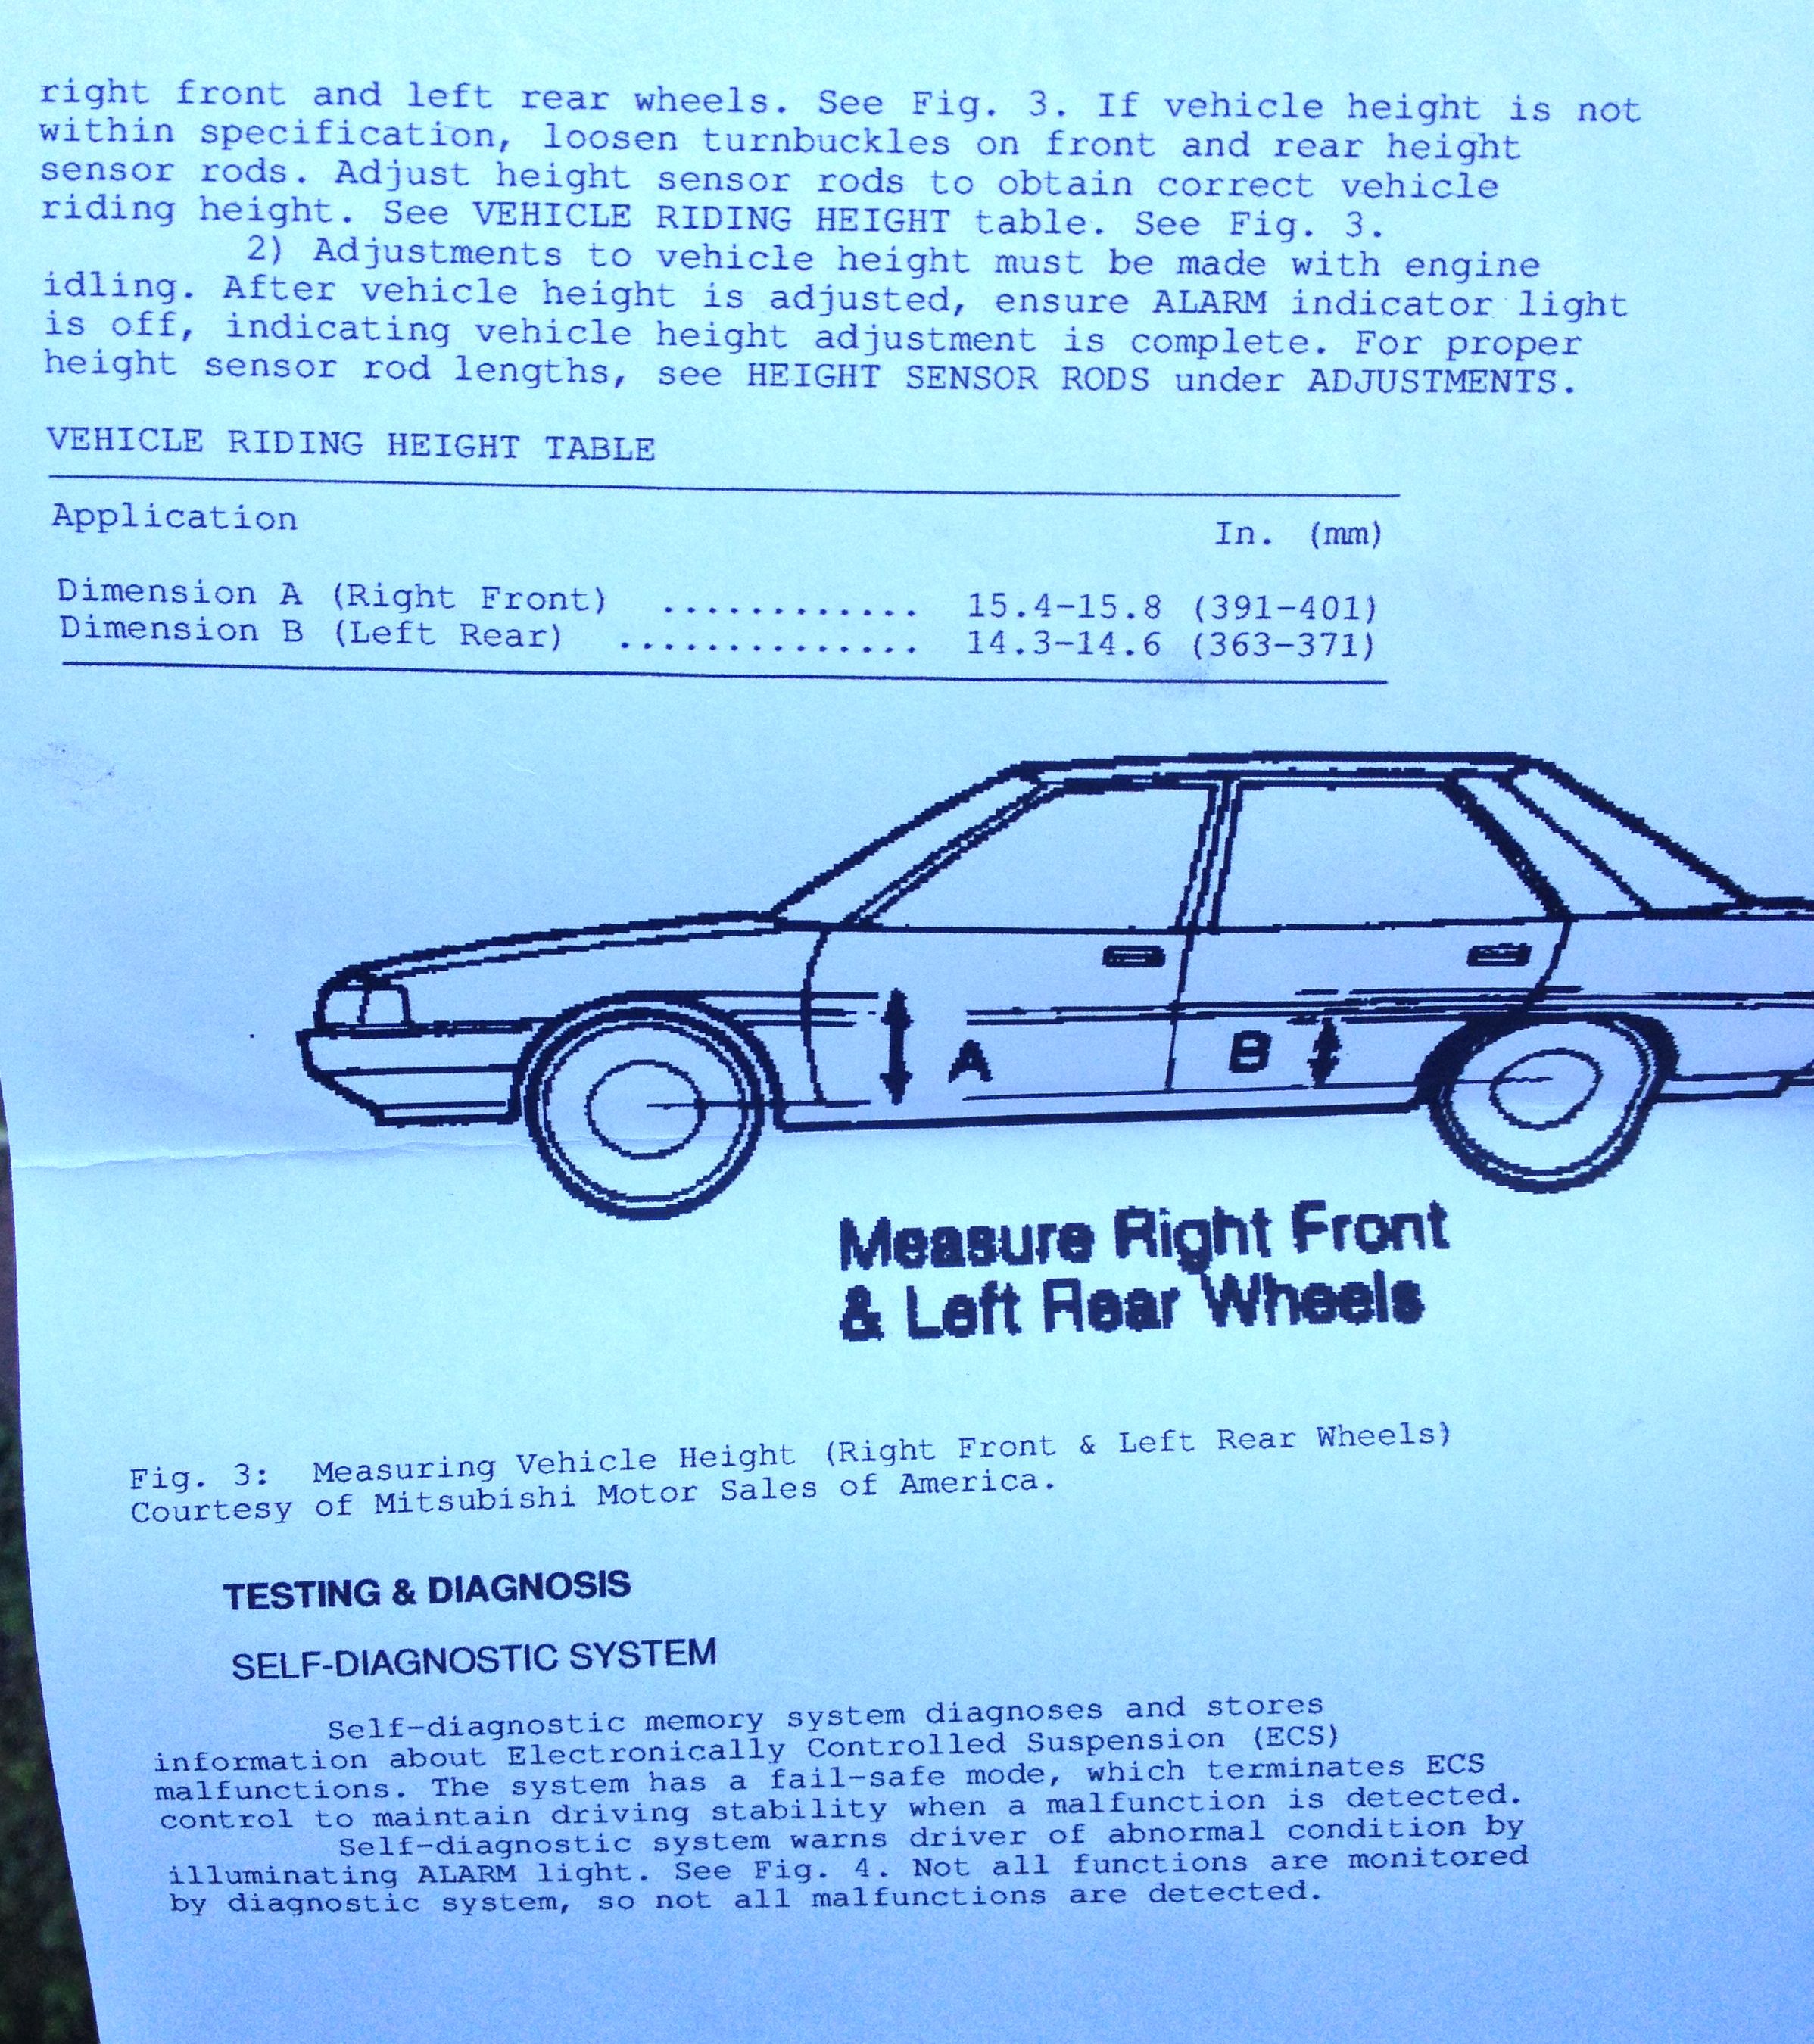 right front and left rear wheels. See Fig. 3. If vehicle height is not
within specification, loosen turnbuckles on front and rear height
sensor rods. Adjust height sensor rods to obtain correct vehicle
riding height. See VEHICLE RIDING HEIGHT table. See Fig. 3.
2) Adjustments to vehicle height must be made with engine
idling. After vehicle height is adjusted, ensure ALARM indicator light
is off, indicating vehicle height adjustment is complete. For proper
height sensor rod lengths, see HEIGHT SENSOR RODS under ADJUSTMENTS.
VEHICLE RIDING HEIGHT TABLE
Application In. (mm)
Dimension A (Right Front) ............ 15.4-15.8 (391-401)
Dimension B (Left Rear) .............. 14.3-14.6 (363-371)
A B
Measure Right Front
& Left Rear Wheels
Fig. 3: Measuring Vehicle Height (Right Front & Left Rear Wheels)
Courtesy of Mitsubishi Motor Sales of America.
TESTING & DIAGNOSIS
SELF-DIAGNOSTIC SYSTEM
Self-diagnostic memory system diagnoses and stores
information about Electronically Controlled Suspension (ECS)
malfunctions. The system has a fail-safe mode, which terminates ECS
control to maintain driving stability when a malfunction is detected.
Self-diagnostic system warns driver of abnormal condition by
illuminating ALARM light. See Fig. 4. Not all functions are monitored
by diagnostic system, so not all malfunctions are detected.